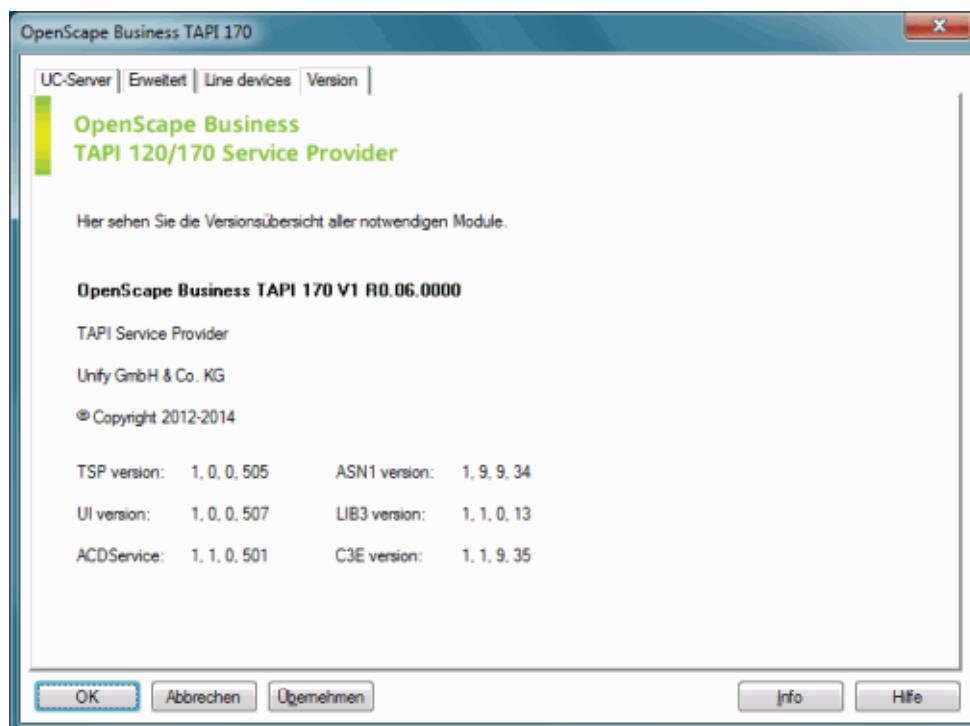 OpenScape Business TAPI 170
UC-Server Erweitert Line devices Version
OpenScape Business
TAPI 120/170 Service Provider
Hier sehen Sie die Versionsübersicht aller notwendigen Module.
OpenScape Business TAPI 170 V1 R0.06.0000
TAPI Service Provider
Unify GmbH & Co. KG
© Copyright 2012-2014
TSP version: 1, 0, 0, 505 ASN1 version: 1, 9, 9, 34
UI version: 1, 0, 0, 507 LIB3 version: 1, 1, 0, 13
ACDService: 1, 1, 0, 501 C3E version: 1, 1, 9, 35
OK Abbrechen Übernehmen Info Hilfe